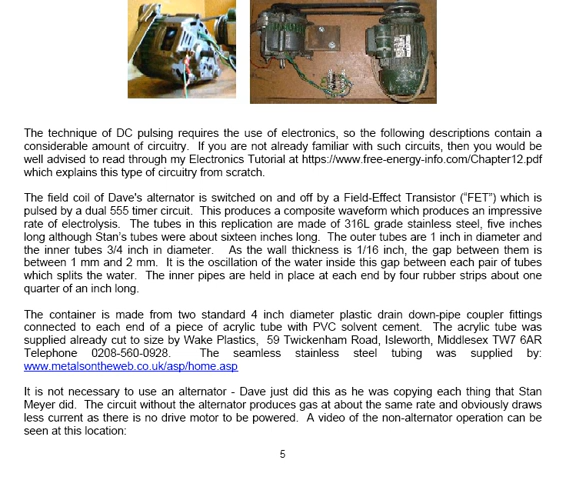 The technique of DC pulsing requires the use of electronics, so the following descriptions contain a
considerable amount of circuitry. If you are not already familiar with such circuits, then you would be
well advised to read through my Electronics Tutorial at https://www.free-energy-info.com/Chapter12.pdf
which explains this type of circuitry from scratch.
The field coil of Dave's alternator is switched on and off by a Field-Effect Transistor ("FET") which is
pulsed by a dual 555 timer circuit. This produces a composite waveform which produces an impressive
rate of electrolysis. The tubes in this replication are made of 316L grade stainless steel, five inches
long although Stan's tubes were about sixteen inches long. The outer tubes are 1 inch in diameter and
the inner tubes 3/4 inch in diameter. As the wall thickness is 1/16 inch, the gap between them is
between 1 mm and 2 mm. It is the oscillation of the water inside this gap between each pair of tubes
which splits the water. The inner pipes are held in place at each end by four rubber strips about one
quarter of an inch long.
The container is made from two standard 4 inch diameter plastic drain down-pipe coupler fittings
connected to each end of a piece of acrylic tube with PVC solvent cement. The acrylic tube was
supplied already cut to size by Wake Plastics, 59 Twickenham Road, Isleworth, Middlesex TW7 6AR
Telephone 0208-560-0928. The seamless stainless steel tubing was supplied by:
www.metalsontheweb.co.uk/asp/home.asp
It is not necessary to use an alternator - Dave just did this as he was copying each thing that Stan
Meyer did. The circuit without the alternator produces gas at about the same rate and obviously draws
less current as there is no drive motor to be powered. A video of the non-alternator operation can be
seen at this location:
5